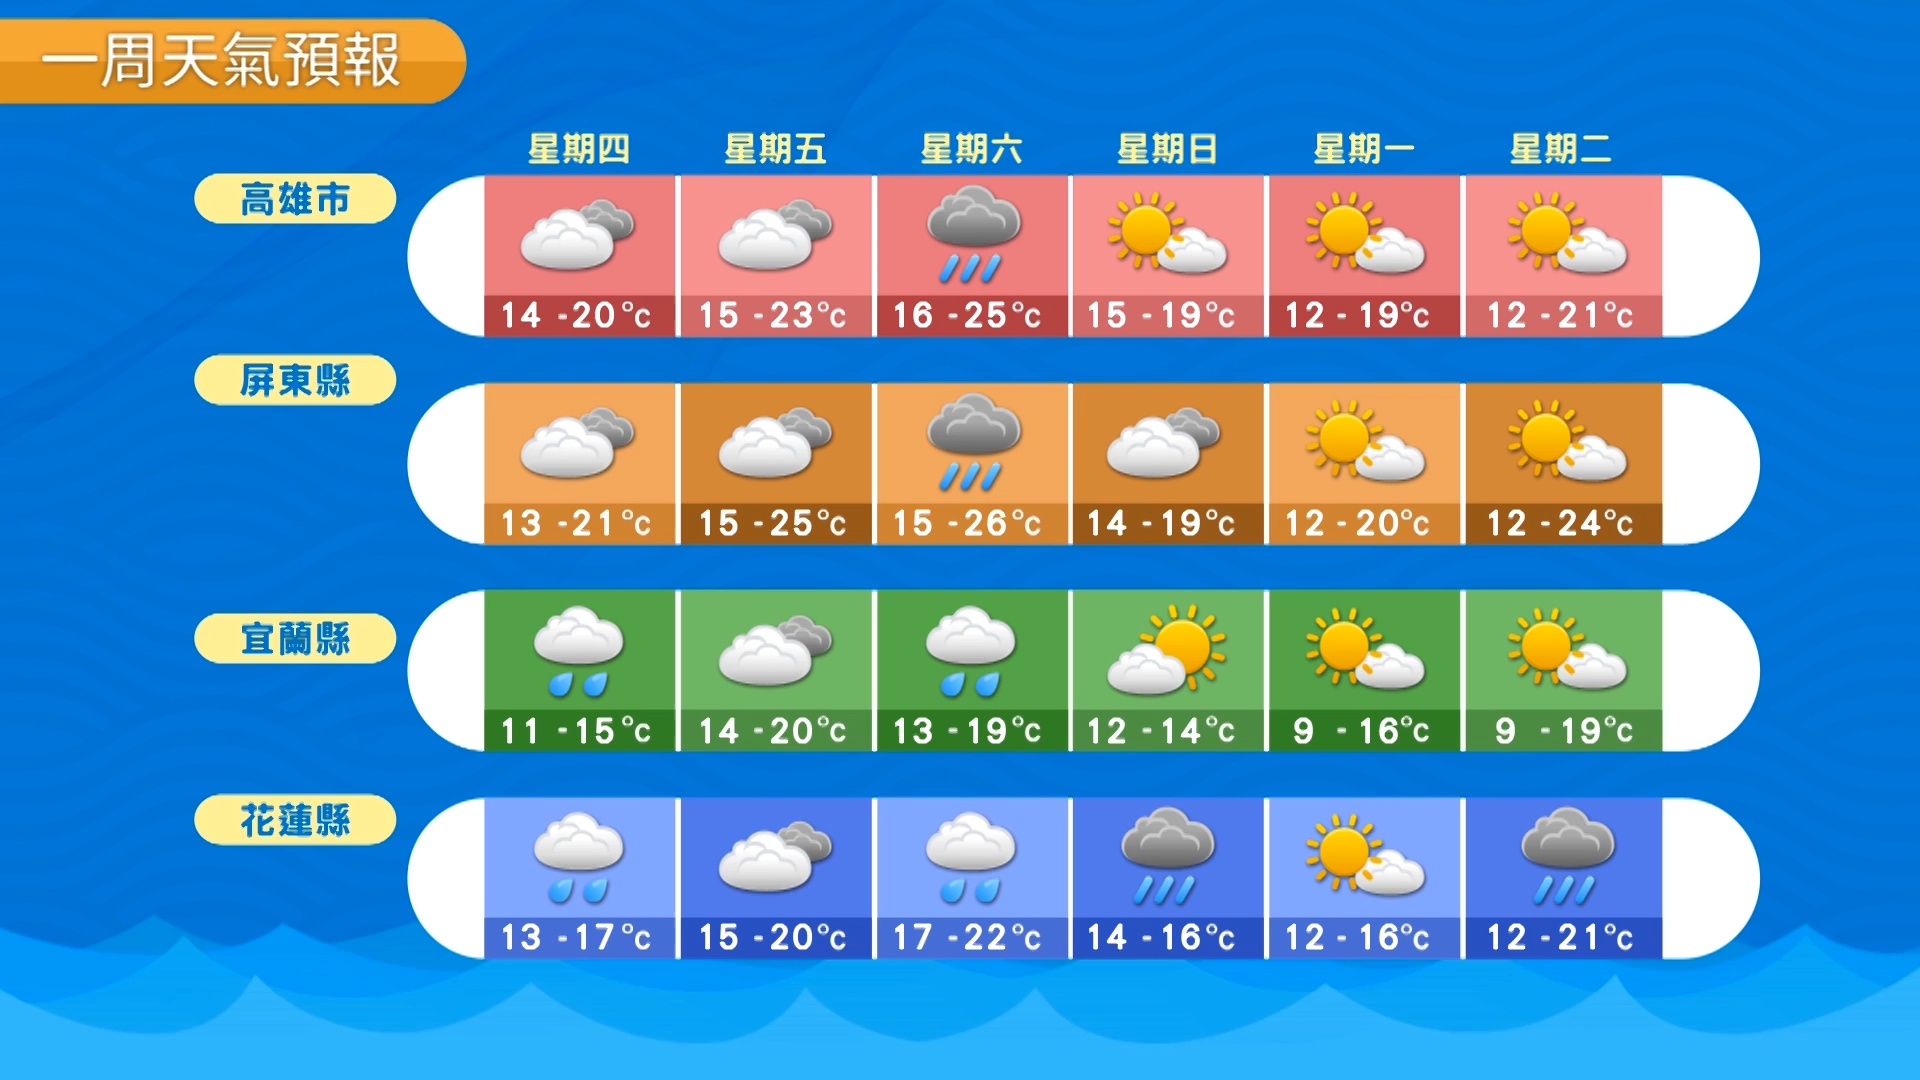 一周天氣預報
星期四 星期五 星期六 星期日 星期一 星期二
高雄市
14 -20°C 15 -23°C 16 -25°C 15 -19°C 12 - 19°C 12 -21°C
屏東縣
13 -21°C 15 -25°C 15 -26°C 14 -19°C 12 - 20°C 12 -24°C
宜蘭縣
11 -15°C 14 -20°C 13 -19°C 12 -14°C 9 - 16°C 9 -19°C
花蓮縣
13 -17°C 15 -20°C 17 -22°C 14 -16°C 12 - 16°C 12 -21°C